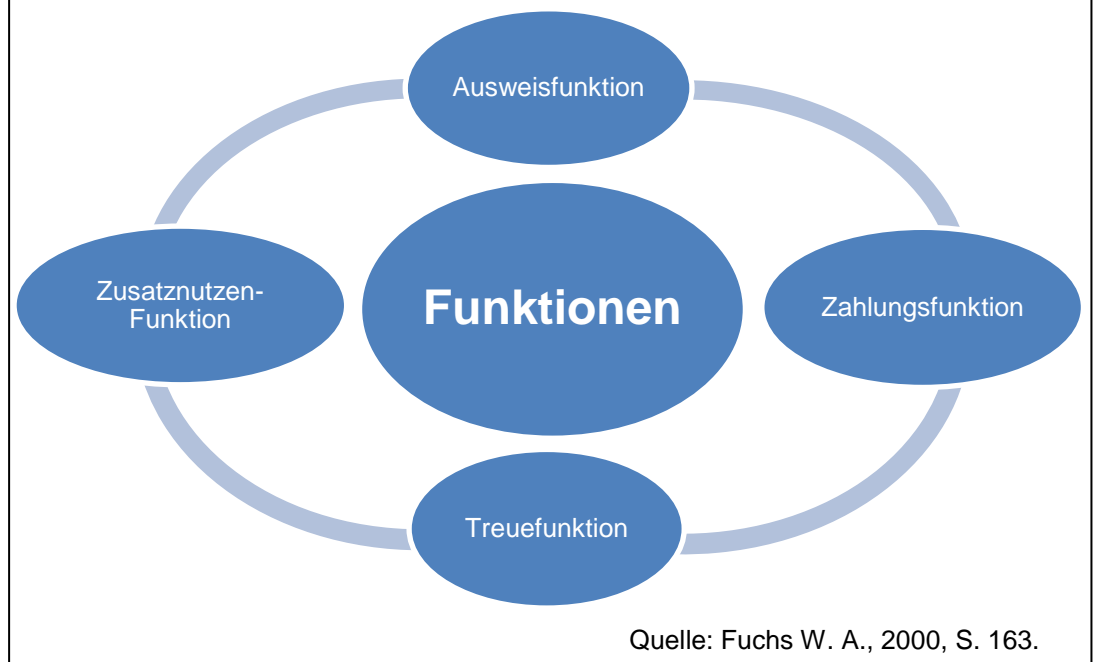 Ausweisfunktion
Zusatznutzen-
Funktion
Funktionen
Zahlungsfunktion
Treuefunktion
Quelle: Fuchs W. A., 2000, S. 163.